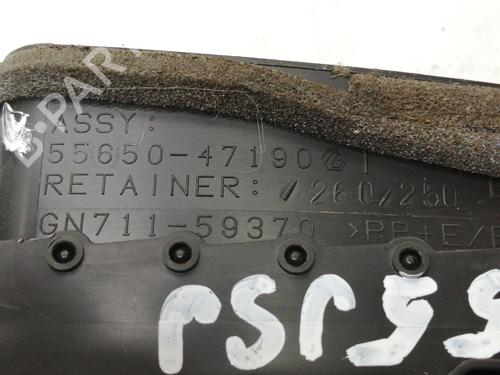 ASSY:
55650-47190
RETAINER: /260/250
GN711-59370 >PP+E/P